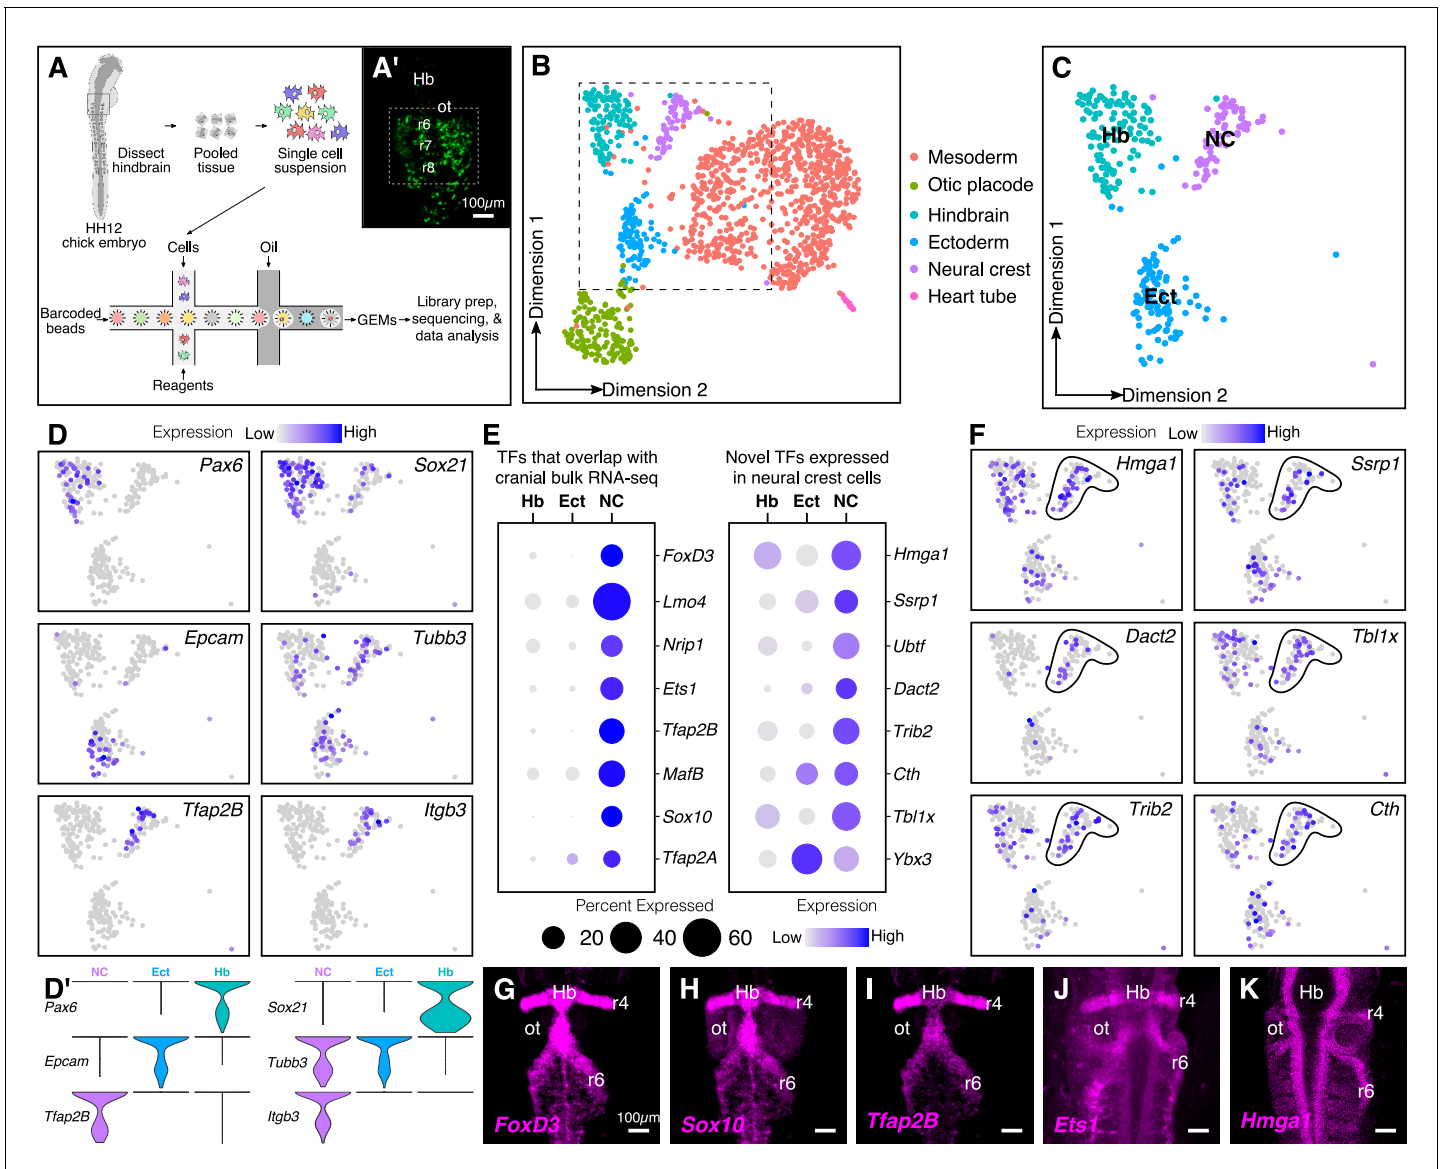 A
A'
Hb
ot
r6
r7
r8
100µm
Dissect
hindbrain
Pooled
tissue
Single cell
suspension
HH12
chick embryo
Cells
Oil
Barcoded
beads
GEMs
Library prep,
sequencing, &
data analysis
Reagents
B
Dimension 1
Dimension 2
Mesoderm
Otic placode
Hindbrain
Ectoderm
Neural crest
Heart tube
C
Hb
NC
Ect
Dimension 1
Dimension 2
D
Expression Low High
Pax6
Sox21
Epcam
Tubb3
Tfap2B
Itgb3
E
TFs that overlap with
cranial bulk RNA-seq
Hb Ect NC
FoxD3
Lmo4
Nrip1
Ets1
Tfap2B
MafB
Sox10
Tfap2A
Novel TFs expressed
in neural crest cells
Hb Ect NC
Hmga1
Ssrp1
Ubtf
Dact2
Trib2
Cth
Tbl1x
Ybx3
Percent Expressed
20 40 60
Expression
Low High
F
Expression Low High
Hmga1
Ssrp1
Dact2
Tbl1x
Trib2
Cth
D'
NC Ect Hb
Pax6
Epcam
Tfap2B
NC Ect Hb
Sox21
Tubb3
Itgb3
G
Hb
r4
ot
r6
FoxD3
100µm
H
Hb
r4
ot
r6
Sox10
I
Hb
r4
ot
r6
Tfap2B
J
Hb
r4
ot
r6
Ets1
K
Hb
r4
ot
r6
Hmga1